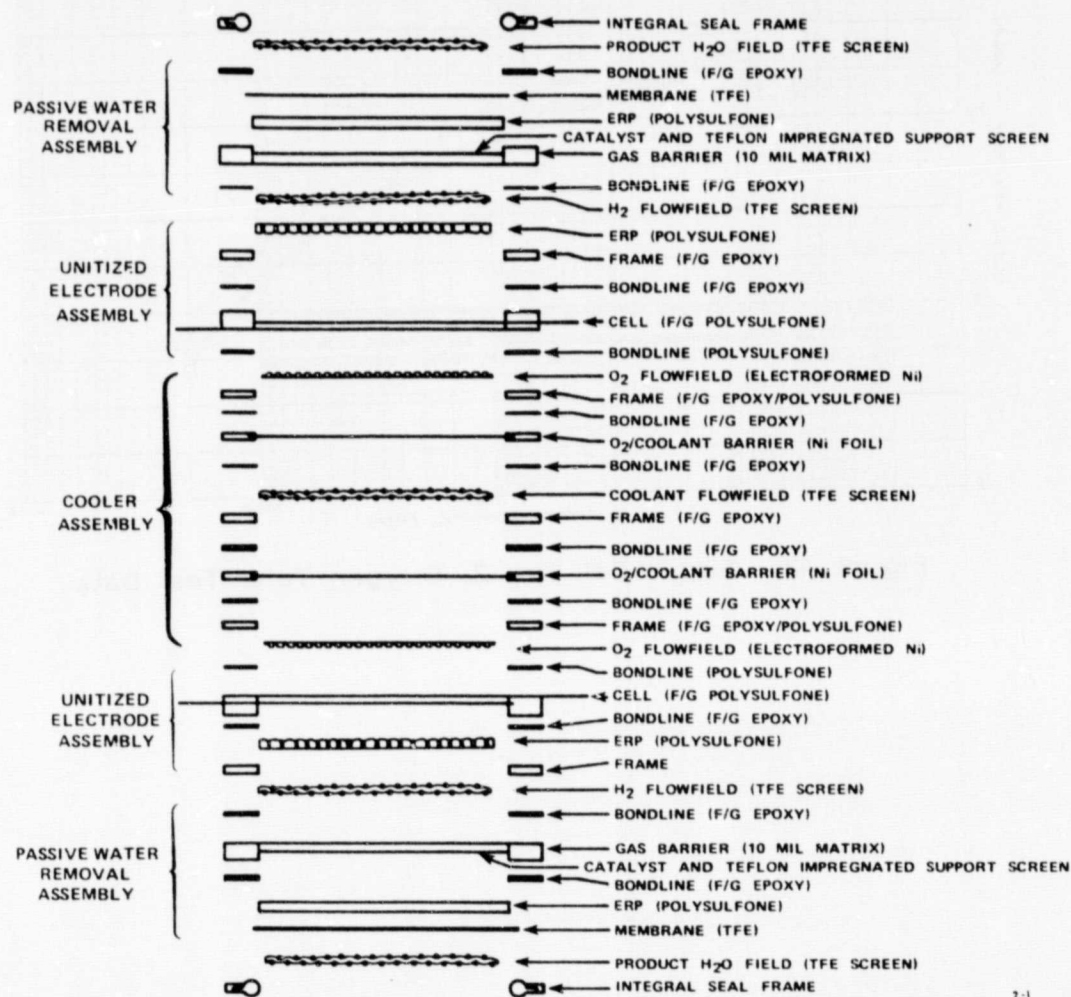 INTEGRAL SEAL FRAME
PRODUCT H₂O FIELD (TFE SCREEN)
BONDLINE (F/G EPOXY)
MEMBRANE (TFE)
PASSIVE WATER
REMOVAL
ASSEMBLY
ERP (POLYSULFONE)
CATALYST AND TEFLON IMPREGNATED SUPPORT SCREEN
GAS BARRIER (10 MIL MATRIX)
BONDLINE (F/G EPOXY)
H₂ FLOWFIELD (TFE SCREEN)
ERP (POLYSULFONE)
FRAME (F/G EPOXY)
UNITIZED
ELECTRODE
ASSEMBLY
BONDLINE (F/G EPOXY)
CELL (F/G POLYSULFONE)
BONDLINE (POLYSULFONE)
O₂ FLOWFIELD (ELECTROFORMED Ni)
FRAME (F/G EPOXY/POLYSULFONE)
BONDLINE (F/G EPOXY)
O₂/COOLANT BARRIER (Ni FOIL)
BONDLINE (F/G EPOXY)
COOLER
ASSEMBLY
COOLANT FLOWFIELD (TFE SCREEN)
FRAME (F/G EPOXY)
BONDLINE (F/G EPOXY)
O₂/COOLANT BARRIER (Ni FOIL)
BONDLINE (F/G EPOXY)
FRAME (F/G EPOXY/POLYSULFONE)
O₂ FLOWFIELD (ELECTROFORMED Ni)
BONDLINE (POLYSULFONE)
CELL (F/G POLYSULFONE)
UNITIZED
ELECTRODE
ASSEMBLY
BONDLINE (F/G EPOXY)
ERP (POLYSULFONE)
FRAME
H₂ FLOWFIELD (TFE SCREEN)
BONDLINE (F/G EPOXY)
GAS BARRIER (10 MIL MATRIX)
CATALYST AND TEFLON IMPREGNATED SUPPORT SCREEN
PASSIVE WATER
REMOVAL
ASSEMBLY
BONDLINE (F/G EPOXY)
ERP (POLYSULFONE)
MEMBRANE (TFE)
PRODUCT H₂O FIELD (TFE SCREEN)
INTEGRAL SEAL FRAME